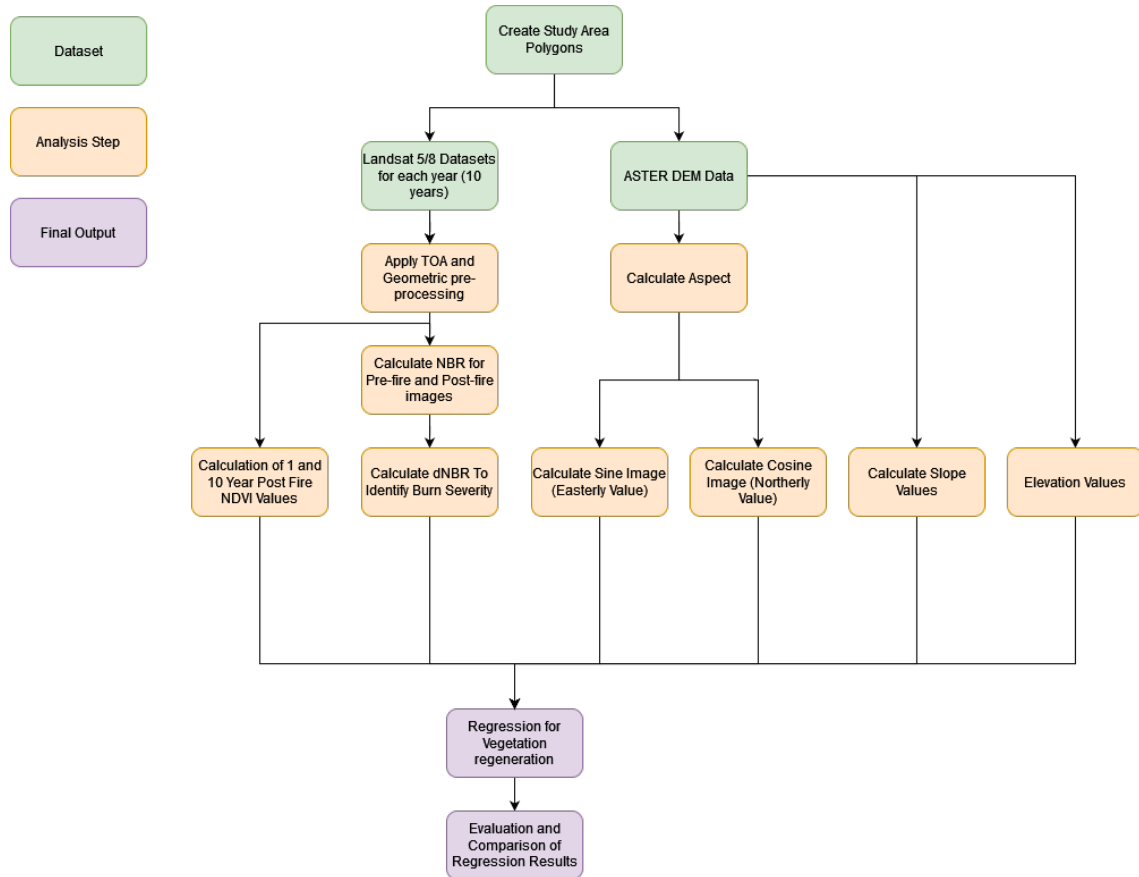 Dataset
Analysis Step
Final Output
Create Study Area
Polygons
Landsat 5/8 Datasets
for each year (10
years)
ASTER DEM Data
Apply TOA and
Geometric pre-
processing
Calculate Aspect
Calculate NBR for
Pre-fire and Post-fire
images
Calculation of 1 and
10 Year Post Fire
NDVI Values
Calculate dNBR To
Identify Burn Severity
Calculate Sine Image
(Easterly Value)
Calculate Cosine
Image (Northerly
Value)
Calculate Slope
Values
Elevation Values
Regression for
Vegetation
regeneration
Evaluation and
Comparison of
Regression Results